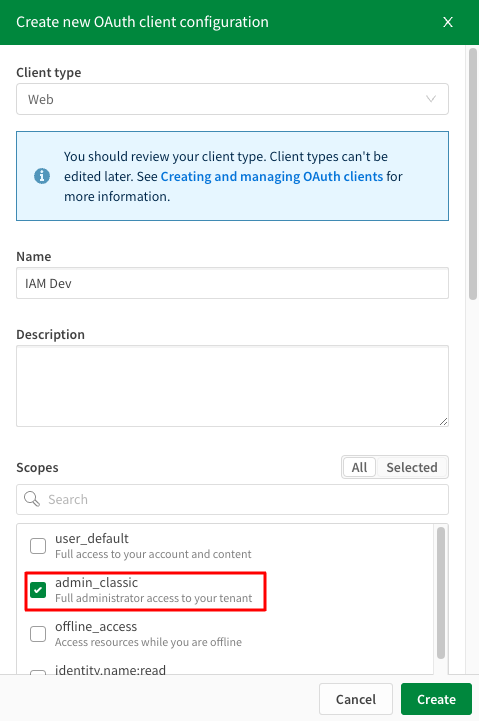 Create new OAuth client configuration
Client type
Web
You should review your client type. Client types can't be
edited later. See Creating and managing OAuth clients for
more information.
Name
IAM Dev
Description
Scopes
All
Selected
Search
user_default
Full access to your account and content
admin_classic
Full administrator access to your tenant
offline_access
Access resources while you are offline
identity.name:read
Cancel
Create